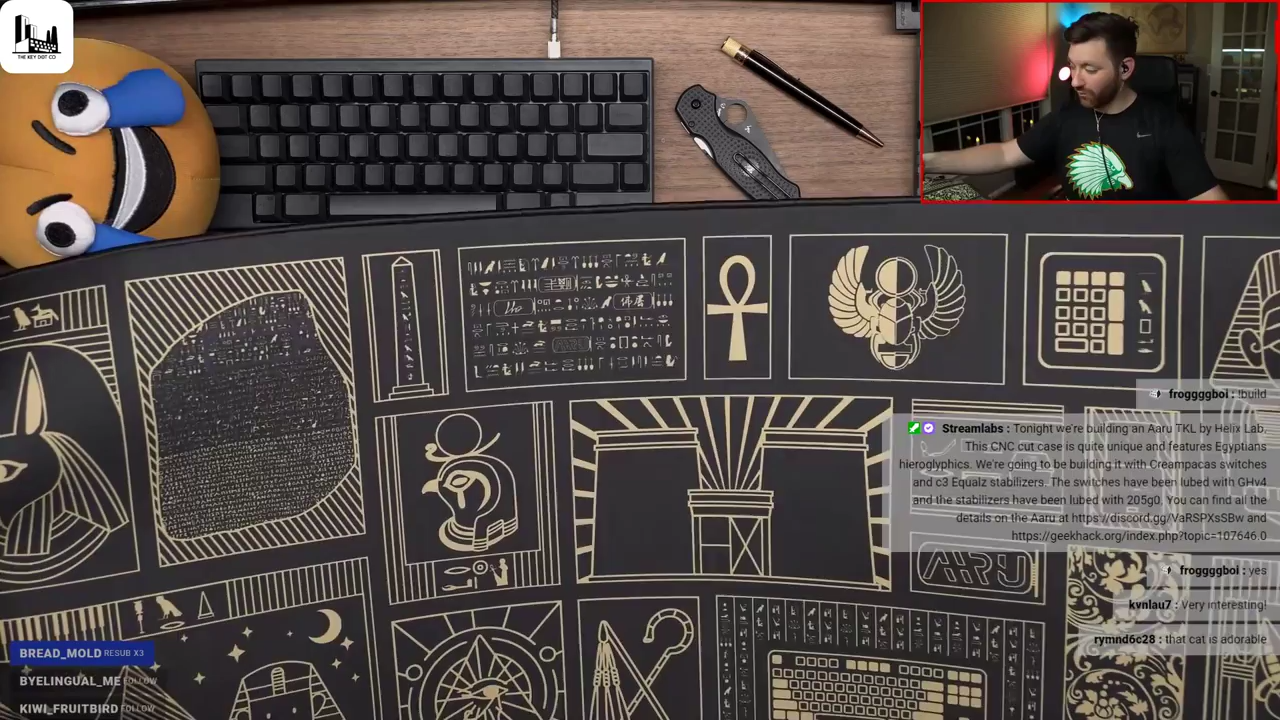 THE KEY DOT CO
froggggboi : !build
Streamlabs : Tonight we're building an Aaru TKL by Helix Lab.
This CNC cut case is quite unique and features Egyptians
hieroglyphics. We're going to be building it with Creampacas switches
and c3 Equalz stabilizers. The switches have been lubed with GHv4
and the stabilizers have been lubed with 205g0. You can find all the
details on the Aaru at https://discord.gg/VaRSPXsSBw and
https://geekhack.org/index.php?topic=107646.0
AARU
froggggboi : yes
kvnlau7 : Very interesting!
rymnd6c28 : that cat is adorable
BREAD_MOLD RESUB X3
BYELINGUAL_ME FOLLOW
KIWI_FRUITBIRD FOLLOW